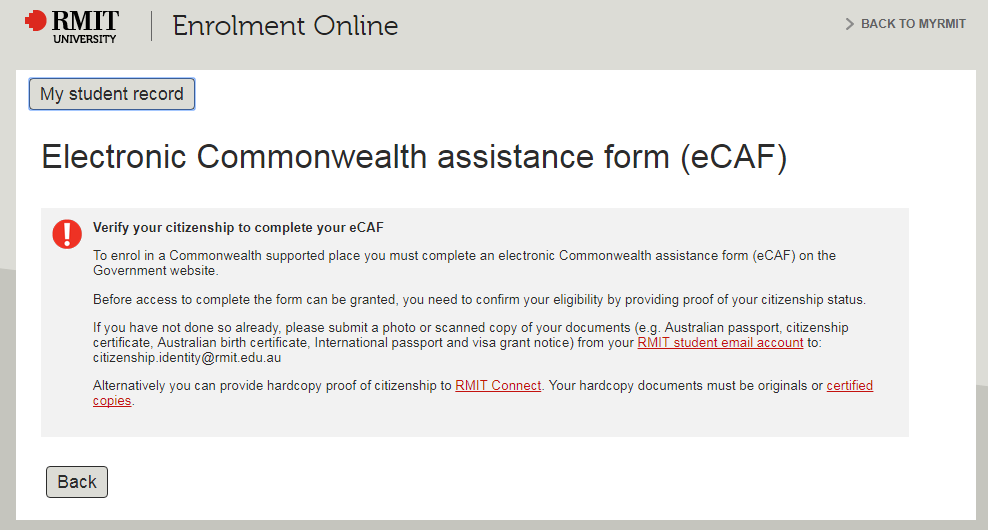 RMIT
UNIVERSITY
Enrolment Online
BACK TO MYRMIT
My student record
Electronic Commonwealth assistance form (eCAF)
Verify your citizenship to complete your eCAF
To enrol in a Commonwealth supported place you must complete an electronic Commonwealth assistance form (eCAF) on the
Government website.
Before access to complete the form can be granted, you need to confirm your eligibility by providing proof of your citizenship status.
If you have not done so already, please submit a photo or scanned copy of your documents (e.g. Australian passport, citizenship
certificate, Australian birth certificate, International passport and visa grant notice) from your RMIT student email account to:
citizenship.identity@rmit.edu.au
Alternatively you can provide hardcopy proof of citizenship to RMIT Connect. Your hardcopy documents must be originals or certified
copies.
Back